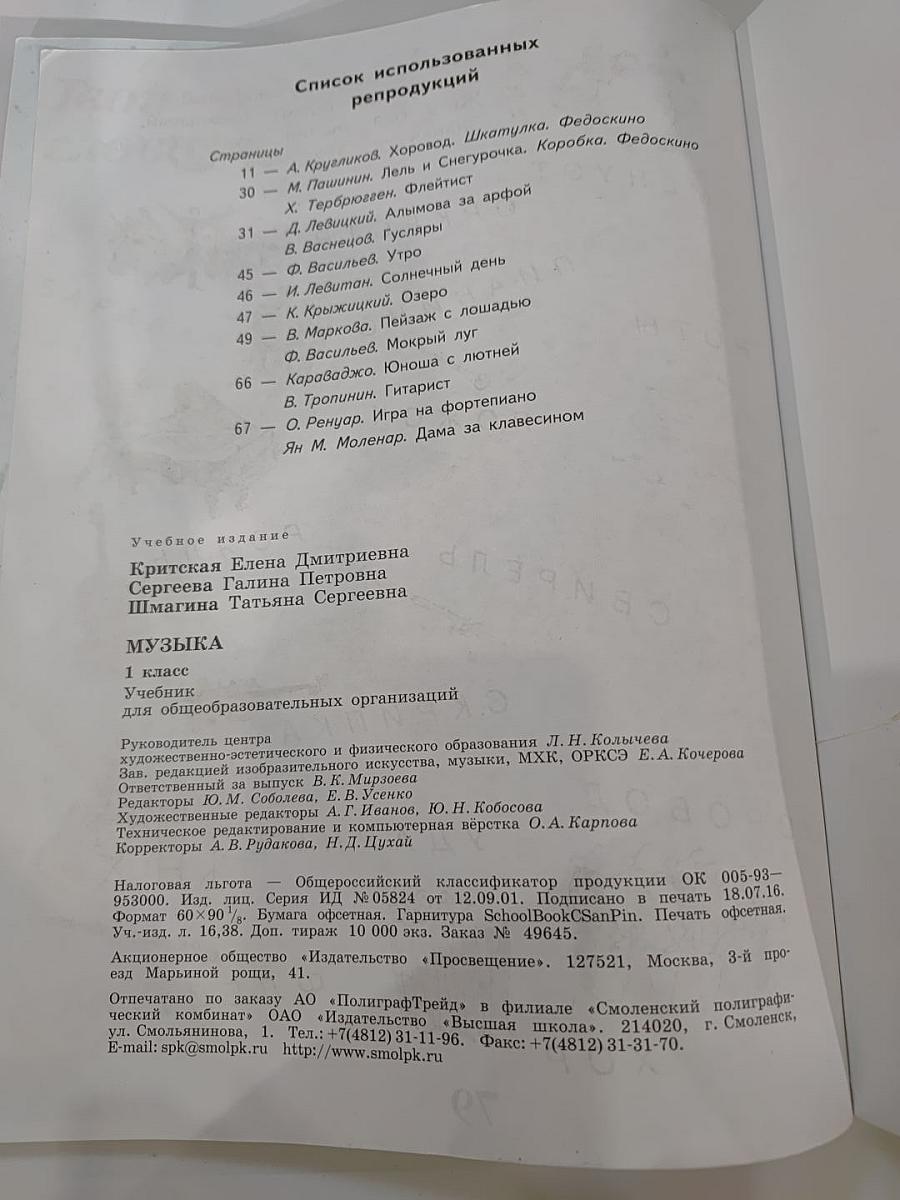 Список использованных
репродукций
Страницы
11 — А. Кругликов. Хоровод. Шкатулка. Федоскино
30 — М. Пашинин. Лель и Снегурочка. Коробка. Федоскино
Х. Тербрюгген. Флейтист
31 — Д. Левицкий. Алымова за арфой
В. Васнецов. Гусляры
45 — Ф. Васильев. Утро
46 — И. Левитан. Солнечный день
47 — К. Крыжицкий. Озеро
49 — В. Маркова. Пейзаж с лошадью
Ф. Васильев. Мокрый луг
66 — Караваджо. Юноша с лютней
В. Тропинин. Гитарист
67 — О. Ренуар. Игра на фортепиано
Ян М. Моленар. Дама за клавесином
Учебное издание
Критская Елена Дмитриевна
Сергеева Галина Петровна
Шмагина Татьяна Сергеевна
МУЗЫКА
1 класс
Учебник
для общеобразовательных организаций
Руководитель центра
художественно-эстетического и физического образования Л. Н. Колычева
Зав. редакцией изобразительного искусства, музыки, МХК, ОРКСЭ Е. А. Кочерова
Ответственный за выпуск В. К. Мирзоева
Редакторы Ю. М. Соболева, Е. В. Усенко
Художественные редакторы А. Г. Иванов, Ю. Н. Кобосова
Техническое редактирование и компьютерная вёрстка О. А. Карпова
Корректоры А. В. Рудакова, Н. Д. Цухай
Налоговая льгота — Общероссийский классификатор продукции ОК 005-93—
953000. Изд. лиц. Серия ИД № 05824 от 12.09.01. Подписано в печать 18.07.16.
Формат 60×90 1/8. Бумага офсетная. Гарнитура SchoolBookCSanPin. Печать офсетная.
Уч.-изд. л. 16,38. Доп. тираж 10 000 экз. Заказ № 49645.
Акционерное общество «Издательство «Просвещение». 127521, Москва, 3-й про-
езд Марьиной рощи, 41.
Отпечатано по заказу АО «ПолиграфТрейд» в филиале «Смоленский полиграфи-
ческий комбинат» ОАО «Издательство «Высшая школа». 214020, г. Смоленск,
ул. Смольянинова, 1. Тел.: +7(4812) 31-11-96. Факс: +7(4812) 31-31-70.
E-mail: spk@smolpk.ru http://www.smolpk.ru